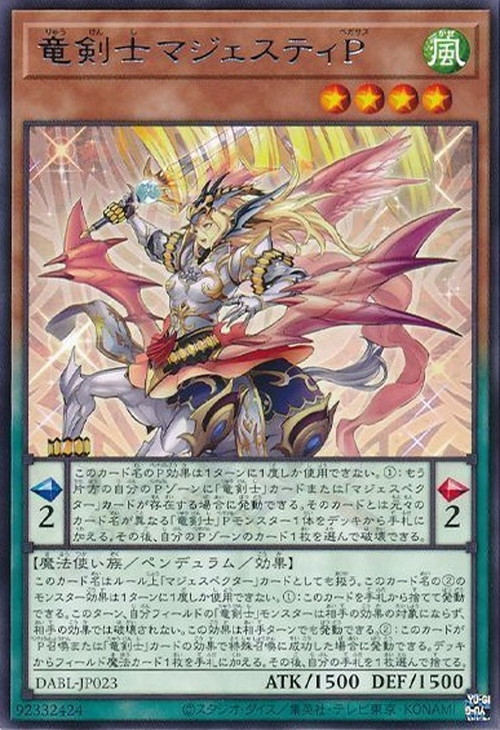 竜剣士マジェスティP
風
このカード名のP効果は1ターンに1度しか使用できない。①:もう
片方の自分のPゾーンに「竜剣士」カードまたは「マジェスペク
ター」カードが存在する場合に発動できる。そのカードとは元々の
カード名が異なる「竜剣士」Pモンスター1体をデッキから手札に
加える。その後、自分のPゾーンのカード1枚を選んで破壊できる。
2
2
【魔法使い族/ペンデュラム/効果】
このカード名はルール上「マジェスペクター」カードとしても扱う。このカード名の②の
モンスター効果は1ターンに1度しか使用できない。①:このカードを手札から捨てて発動
できる。このターン、自分フィールドの「竜剣士」モンスターは相手の効果の対象にならず、
相手の効果では破壊されない。この効果は相手ターンでも発動できる。②:このカードが
P召喚または「竜剣士」カードの効果で特殊召喚に成功した場合に発動できる。デッキ
からフィールド魔法カード1枚を手札に加える。その後、自分の手札を1枚選んで捨てる。
DABL-JP023
ATK/1500 DEF/1500
92332424
©スタジオ・ダイス/集英社・テレビ東京・KONAMI